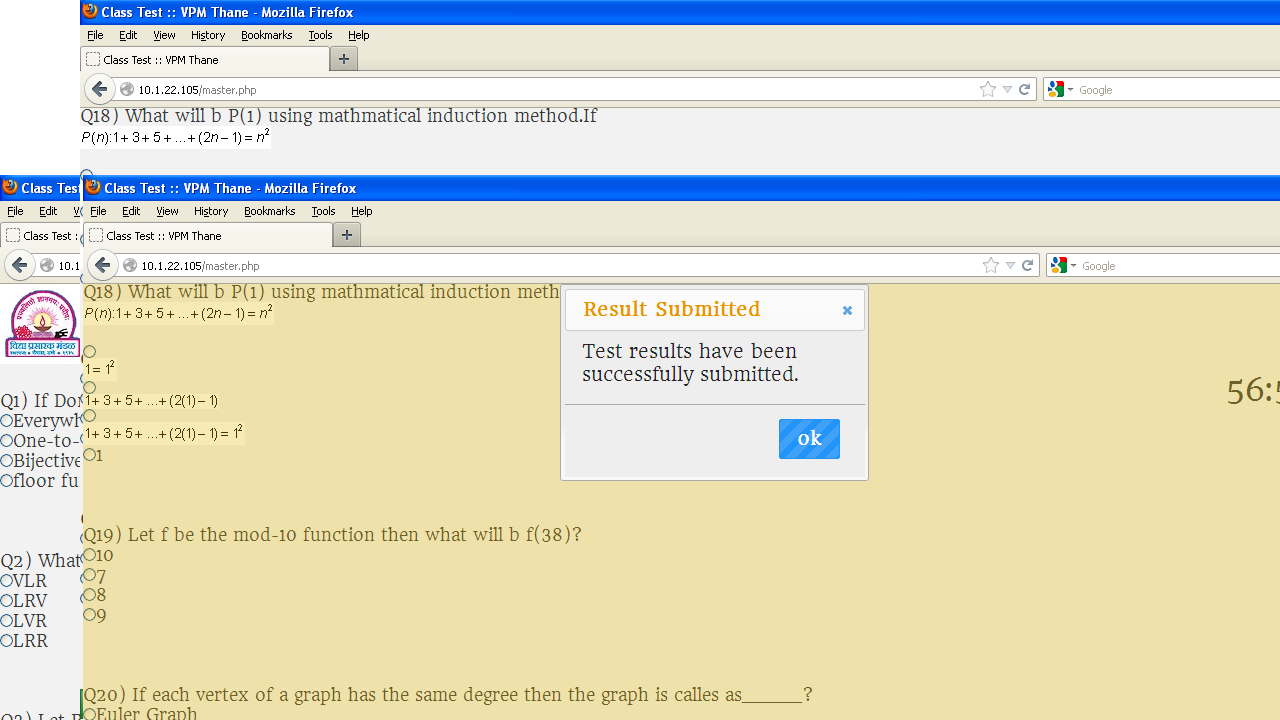 Class Test :: VPM Thane - Mozilla Firefox
File Edit View History Bookmarks Tools Help
Class Test :: VPM Thane
10.1.22.105/master.php
Google
Q18) What will b P(1) using mathmatical induction method.If
P(n):1+ 3+ 5+ ...+ (2n − 1) = n²
Class Test
File Edit
Class Test :
10.1
विद्या प्रसारक मंडळ
Q1) If Do
Everywh
One-to-
Bijective
floor fu
Q2) What
VLR
LRV
LVR
LRR
Class Test :: VPM Thane - Mozilla Firefox
File Edit View History Bookmarks Tools Help
Class Test :: VPM Thane
10.1.22.105/master.php
Google
Q18) What will b P(1) using mathmatical induction meth
P(n):1+ 3+ 5+ ...+ (2n − 1) = n²
1= 1²
1+ 3+ 5+ ...+ (2(1) − 1)
1+ 3+ 5+ ...+ (2(1) − 1) = 1²
1
Result Submitted
Test results have been
successfully submitted.
ok
56:5
Q19) Let f be the mod-10 function then what will b f(38)?
10
7
8
9
Q20) If each vertex of a graph has the same degree then the graph is calles as______?
Euler Graph